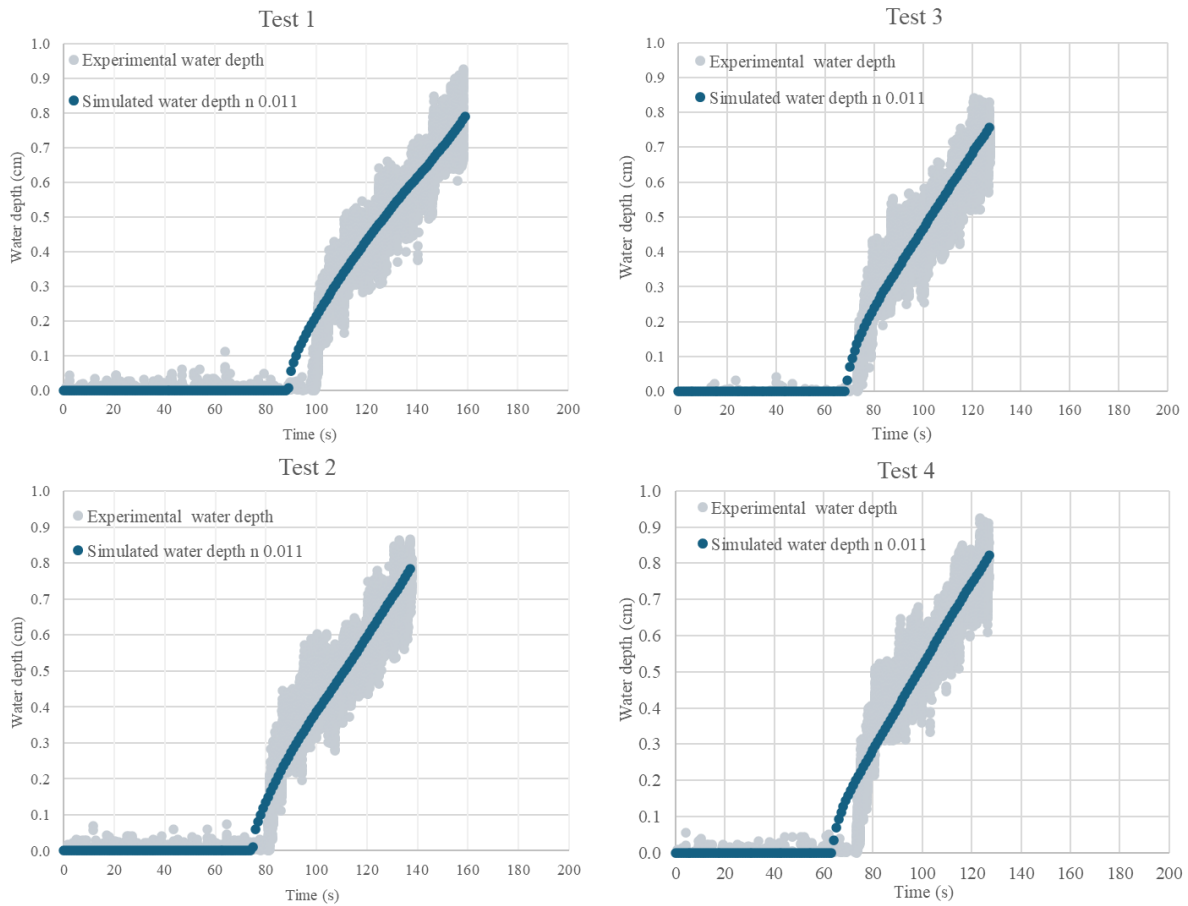 Test 1
Experimental water depth
Simulated water depth n 0.011
Water depth (cm)
1.0
0.9
0.8
0.7
0.6
0.5
0.4
0.3
0.2
0.1
0.0
0 20 40 60 80 100 120 140 160 180 200
Time (s)
Test 3
Experimental water depth
Simulated water depth n 0.011
Water depth (cm)
1.0
0.9
0.8
0.7
0.6
0.5
0.4
0.3
0.2
0.1
0.0
0 20 40 60 80 100 120 140 160 180 200
Time (s)
Test 2
Experimental water depth
Simulated water depth n 0.011
Water depth (cm)
1.0
0.9
0.8
0.7
0.6
0.5
0.4
0.3
0.2
0.1
0.0
0 20 40 60 80 100 120 140 160 180 200
Time (s)
Test 4
Experimental water depth
Simulated water depth n 0.011
Water depth (cm)
1.0
0.9
0.8
0.7
0.6
0.5
0.4
0.3
0.2
0.1
0.0
0 20 40 60 80 100 120 140 160 180 200
Time (s)